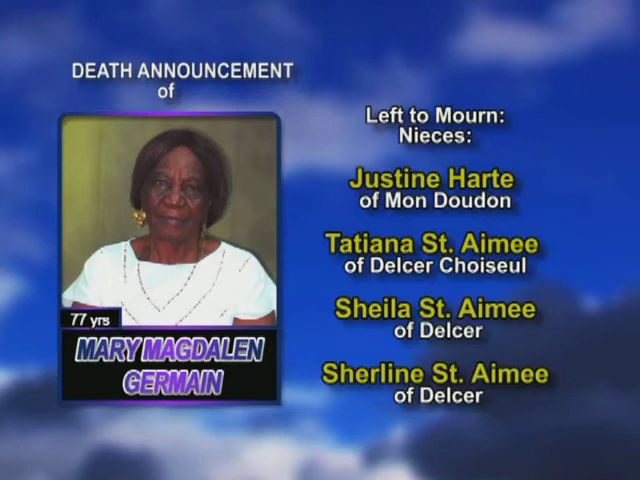 DEATH ANNOUNCEMENT
of
77 yrs
MARY MAGDALEN
GERMAIN
Left to Mourn:
Nieces:
Justine Harte
of Mon Doudon
Tatiana St. Aimee
of Delcer Choiseul
Sheila St. Aimee
of Delcer
Sherline St. Aimee
of Delcer